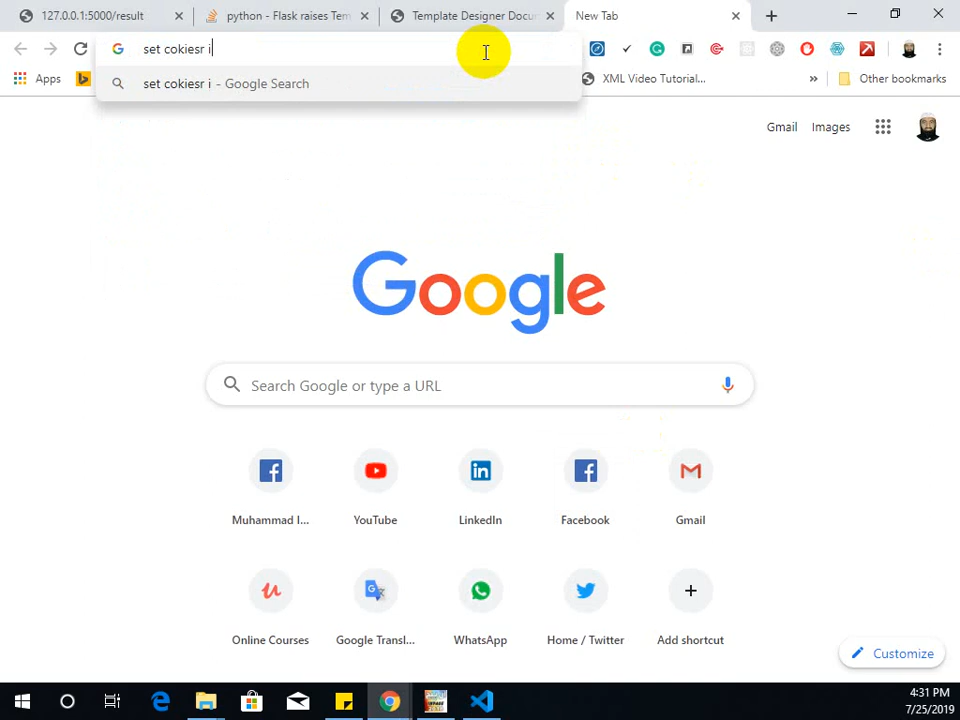 127.0.0.1:5000/result
python - Flask raises Tem
Template Designer Docu
New Tab
set cokiesr i
set cokiesr i - Google Search
Apps
XML Video Tutorial...
»
Other bookmarks
Gmail
Images
Google
Search Google or type a URL
Muhammad I...
YouTube
LinkedIn
Facebook
Gmail
Online Courses
Google Transl...
WhatsApp
Home / Twitter
Add shortcut
Customize
4:31 PM
7/25/2019